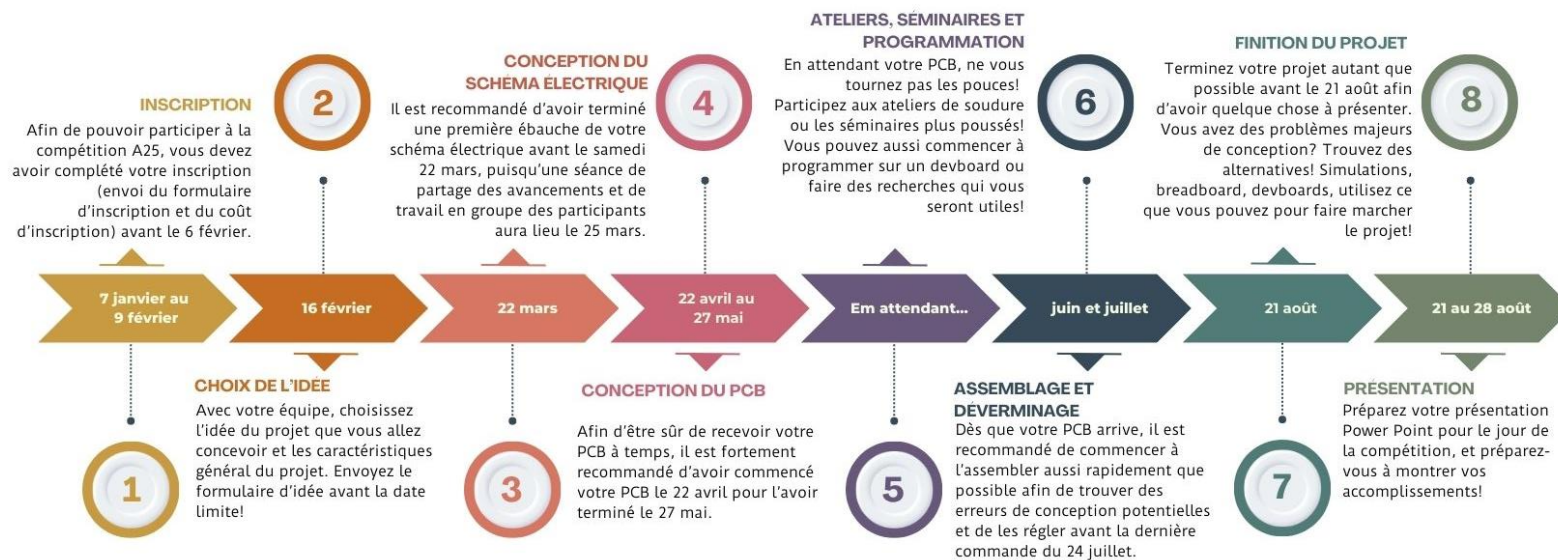 INSCRIPTION
Afin de pouvoir participer à la
compétition A25, vous devez
avoir complété votre inscription
(envoi du formulaire
d'inscription et du coût
d'inscription) avant le 6 février.
7 janvier au
9 février
1
2
16 février
CHOIX DE L'IDÉE
Avec votre équipe, choisissez
l'idée du projet que vous allez
concevoir et les caractéristiques
général du projet. Envoyez le
formulaire d'idée avant la date
limite!
CONCEPTION DU
SCHÉMA ÉLECTRIQUE
Il est recommandé d'avoir terminé
une première ébauche de votre
schéma électrique avant le samedi
22 mars, puisqu'une séance de
partage des avancements et de
travail en groupe des participants
aura lieu le 25 mars.
22 mars
3
4
22 avril au
27 mai
CONCEPTION DU PCB
Afin d'être sûr de recevoir votre
PCB à temps, il est fortement
recommandé d'avoir commencé
votre PCB le 22 avril pour l'avoir
terminé le 27 mai.
ATELIERS, SÉMINAIRES ET
PROGRAMMATION
En attendant votre PCB, ne vous
tournez pas les pouces!
Participez aux ateliers de soudure
ou les séminaires plus poussés!
Vous pouvez aussi commencer à
programmer sur un devboard ou
faire des recherches qui vous
seront utiles!
Em attendant...
5
6
juin et juillet
ASSEMBLAGE ET
DÉVERMINAGE
Dès que votre PCB arrive, il est
recommandé de commencer à
l'assembler aussi rapidement que
possible afin de trouver des
erreurs de conception potentielles
et de les régler avant la dernière
commande du 24 juillet.
FINITION DU PROJET
Terminez votre projet autant que
possible avant le 21 août afin
d'avoir quelque chose à présenter.
Vous avez des problèmes majeurs
de conception? Trouvez des
alternatives! Simulations,
breadboard, devboards, utilisez ce
que vous pouvez pour faire marcher
le projet!
21 août
7
8
21 au 28 août
PRÉSENTATION
Préparez votre présentation
Power Point pour le jour de
la compétition, et préparez-
vous à montrer vos
accomplissements!